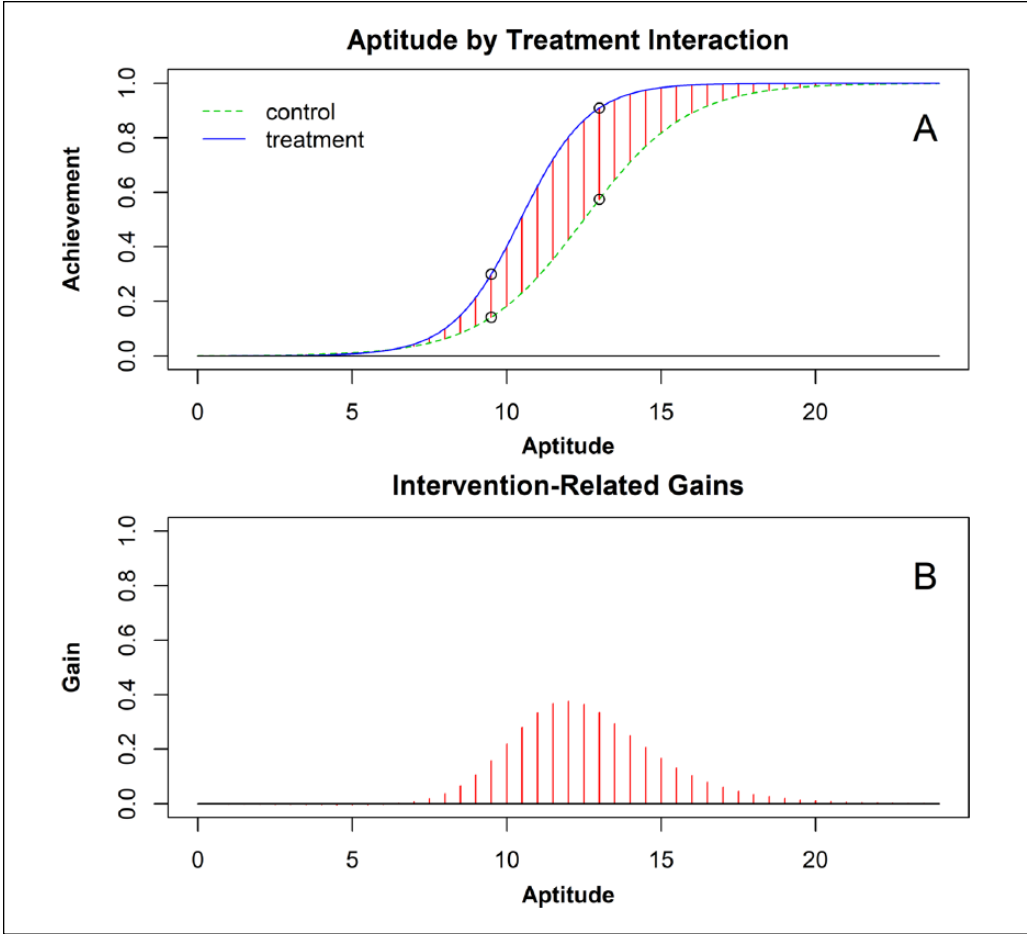 Aptitude by Treatment Interaction
Achievement
1.0
0.8
0.6
0.4
0.2
0.0
control
treatment
A
0 5 10 15 20
Aptitude
Intervention-Related Gains
Gain
1.0
0.8
0.6
0.4
0.2
0.0
B
0 5 10 15 20
Aptitude